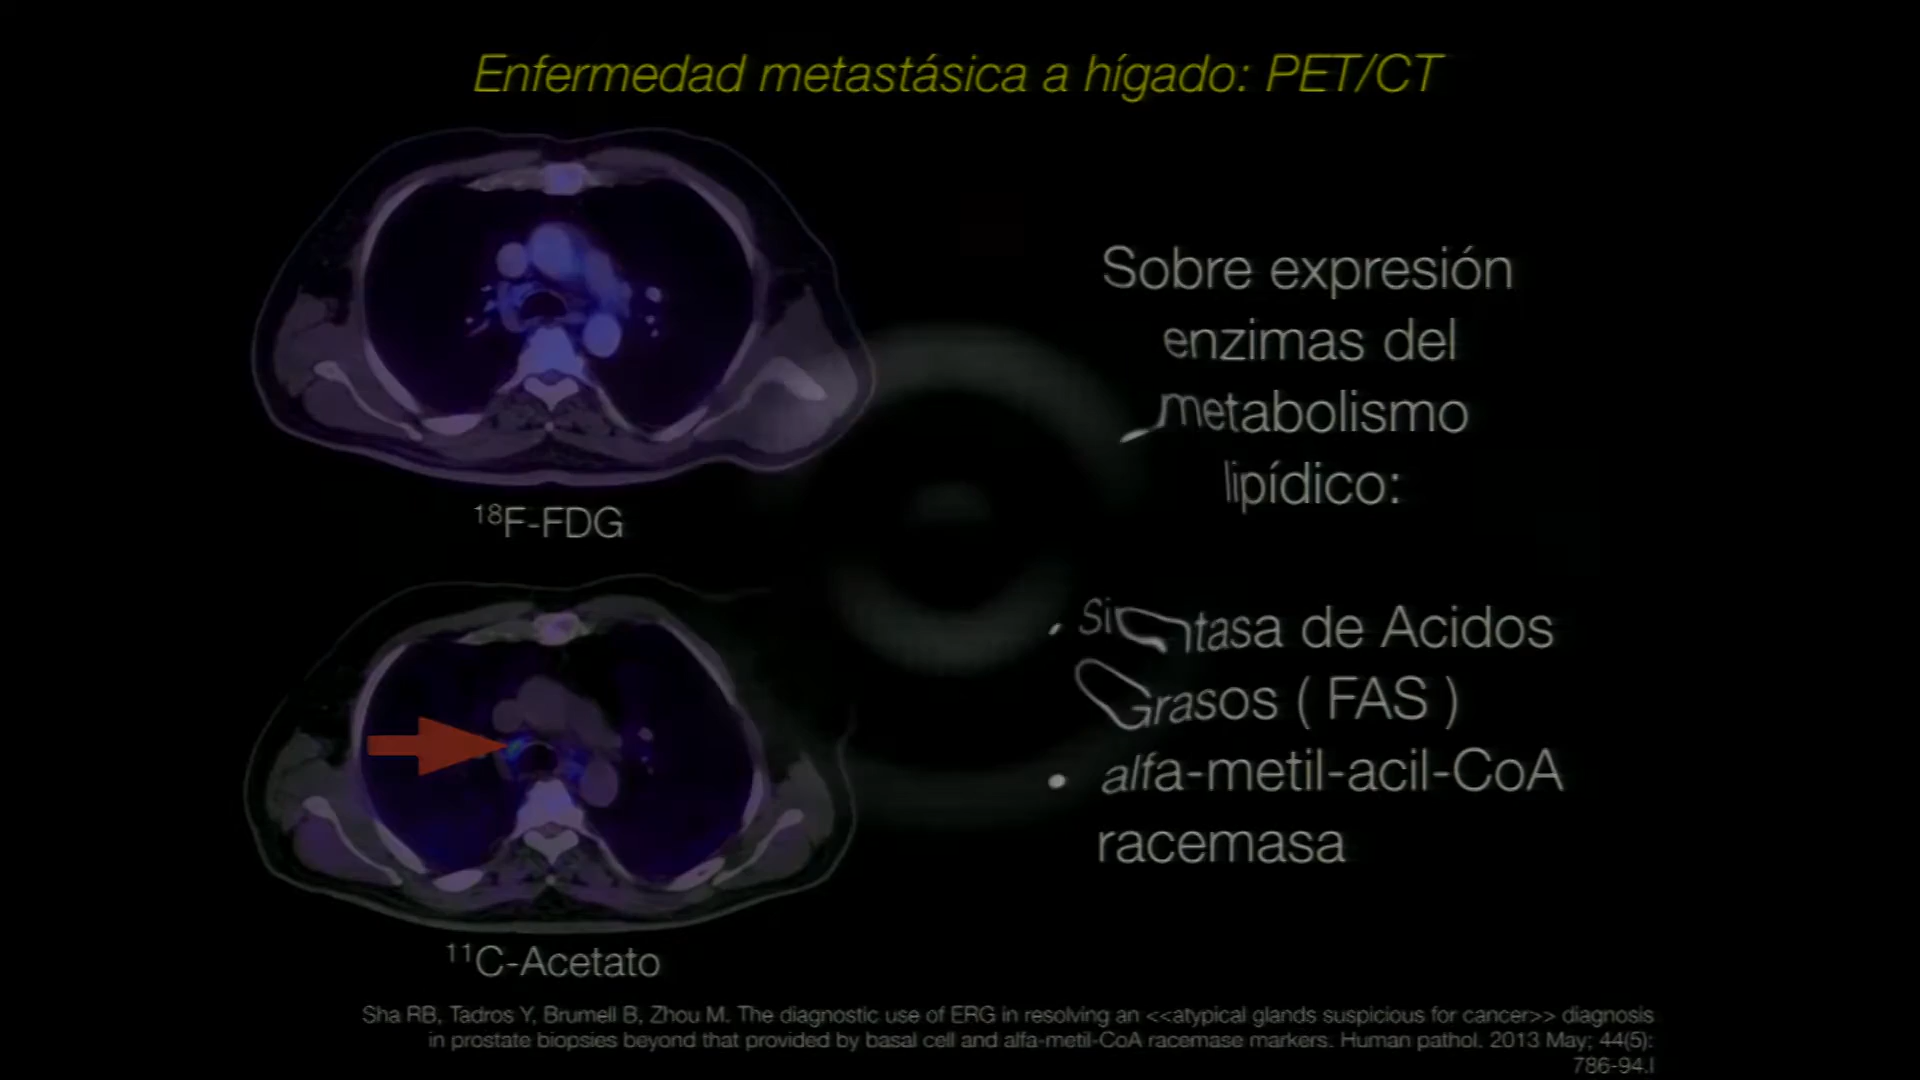 Enfermedad metastásica a hígado: PET/CT
18F-FDG
11C-Acetato
Sobre expresión
enzimas del
metabolismo
lipídico:
• Sintasa de Acidos
Grasos ( FAS )
• alfa-metil-acil-CoA
racemasa
Sha RB, Tadros Y, Brumell B, Zhou M. The diagnostic use of ERG in resolving an <<atypical glands suspicious for cancer>> diagnosis
in prostate biopsies beyond that provided by basal cell and alfa-metil-CoA racemase markers. Human pathol. 2013 May; 44(5):
786-94.l